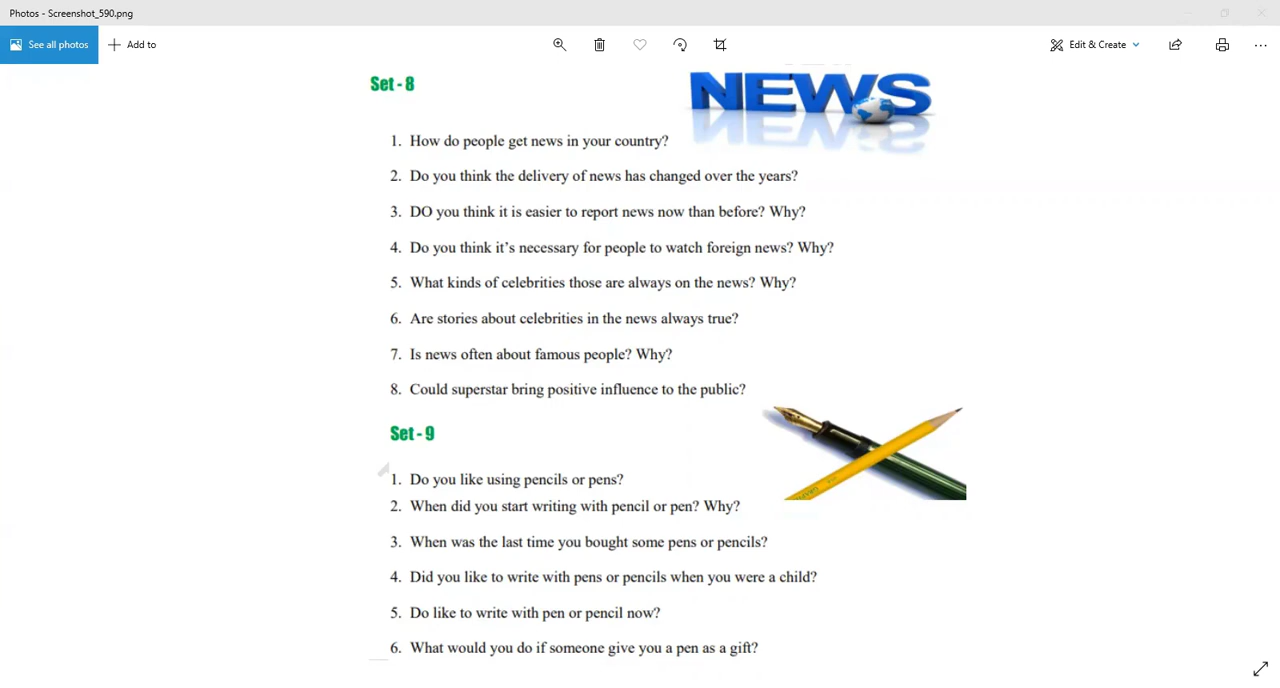 Photos - Screenshot_590.png
See all photos
Add to
Edit & Create
Set - 8
NEWS
1. How do people get news in your country?
2. Do you think the delivery of news has changed over the years?
3. DO you think it is easier to report news now than before? Why?
4. Do you think it's necessary for people to watch foreign news? Why?
5. What kinds of celebrities those are always on the news? Why?
6. Are stories about celebrities in the news always true?
7. Is news often about famous people? Why?
8. Could superstar bring positive influence to the public?
Set - 9
1. Do you like using pencils or pens?
2. When did you start writing with pencil or pen? Why?
3. When was the last time you bought some pens or pencils?
4. Did you like to write with pens or pencils when you were a child?
5. Do like to write with pen or pencil now?
6. What would you do if someone give you a pen as a gift?